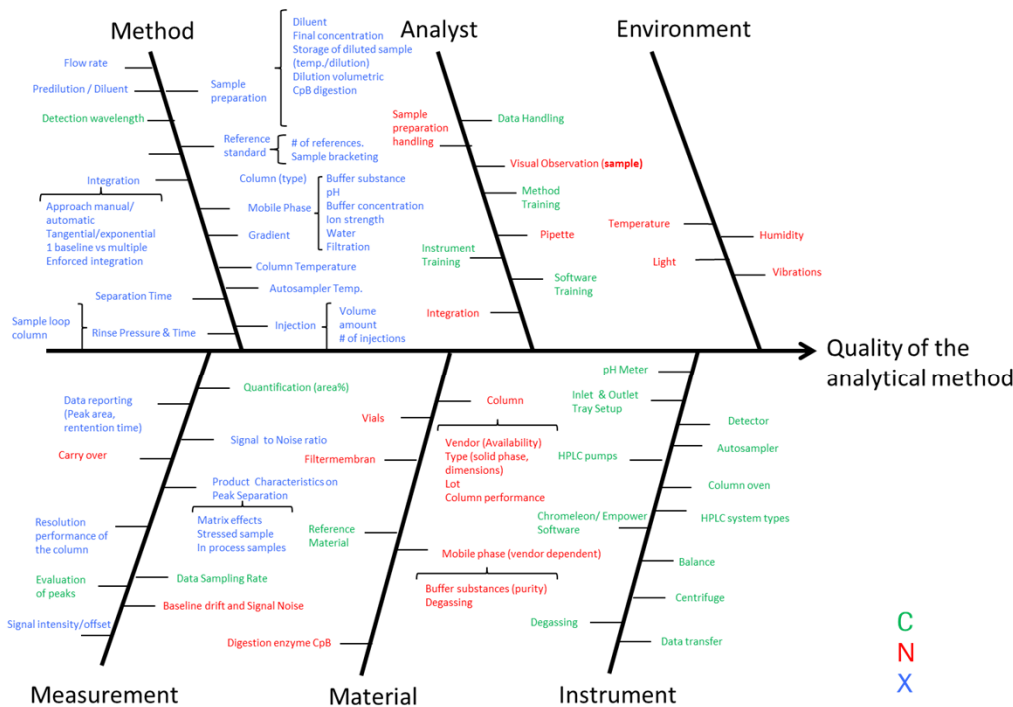 Method
Analyst
Environment
Flow rate
Predilution / Diluent
Detection wavelength
Integration
Approach manual/
automatic
Tangential/exponential
1 baseline vs multiple
Enforced integration
Separation Time
Sample loop
column
Rinse Pressure & Time
Sample
preparation
Diluent
Final concentration
Storage of diluted sample
(temp./dilution)
Dilution volumetric
CpB digestion
Reference
standard
# of references.
Sample bracketing
Column (type)
Mobile Phase
Buffer substance
pH
Buffer concentration
Ion strength
Water
Filtration
Gradient
Column Temperature
Autosampler Temp.
Injection
Volume
amount
# of injections
Sample
preparation
handling
Data Handling
Visual Observation (sample)
Method
Training
Pipette
Instrument
Training
Software
Training
Integration
Temperature
Humidity
Light
Vibrations
Quality of the
analytical method
Quantification (area%)
Data reporting
(Peak area,
rentention time)
Signal to Noise ratio
Carry over
Product Characteristics on
Peak Separation
Matrix effects
Stressed sample
In process samples
Resolution
performance of
the column
Evaluation
of peaks
Data Sampling Rate
Baseline drift and Signal Noise
Signal intensity/offset
Column
Vials
Vendor (Availability)
Type (solid phase,
dimensions)
Lot
Column performance
Filtermembran
Reference
Material
Mobile phase (vendor dependent)
Buffer substances (purity)
Degassing
Digestion enzyme CpB
pH Meter
Inlet & Outlet
Tray Setup
Detector
Autosampler
HPLC pumps
Column oven
Chromeleon/ Empower
Software
HPLC system types
Balance
Centrifuge
Degassing
Data transfer
Measurement
Material
Instrument
C
N
X